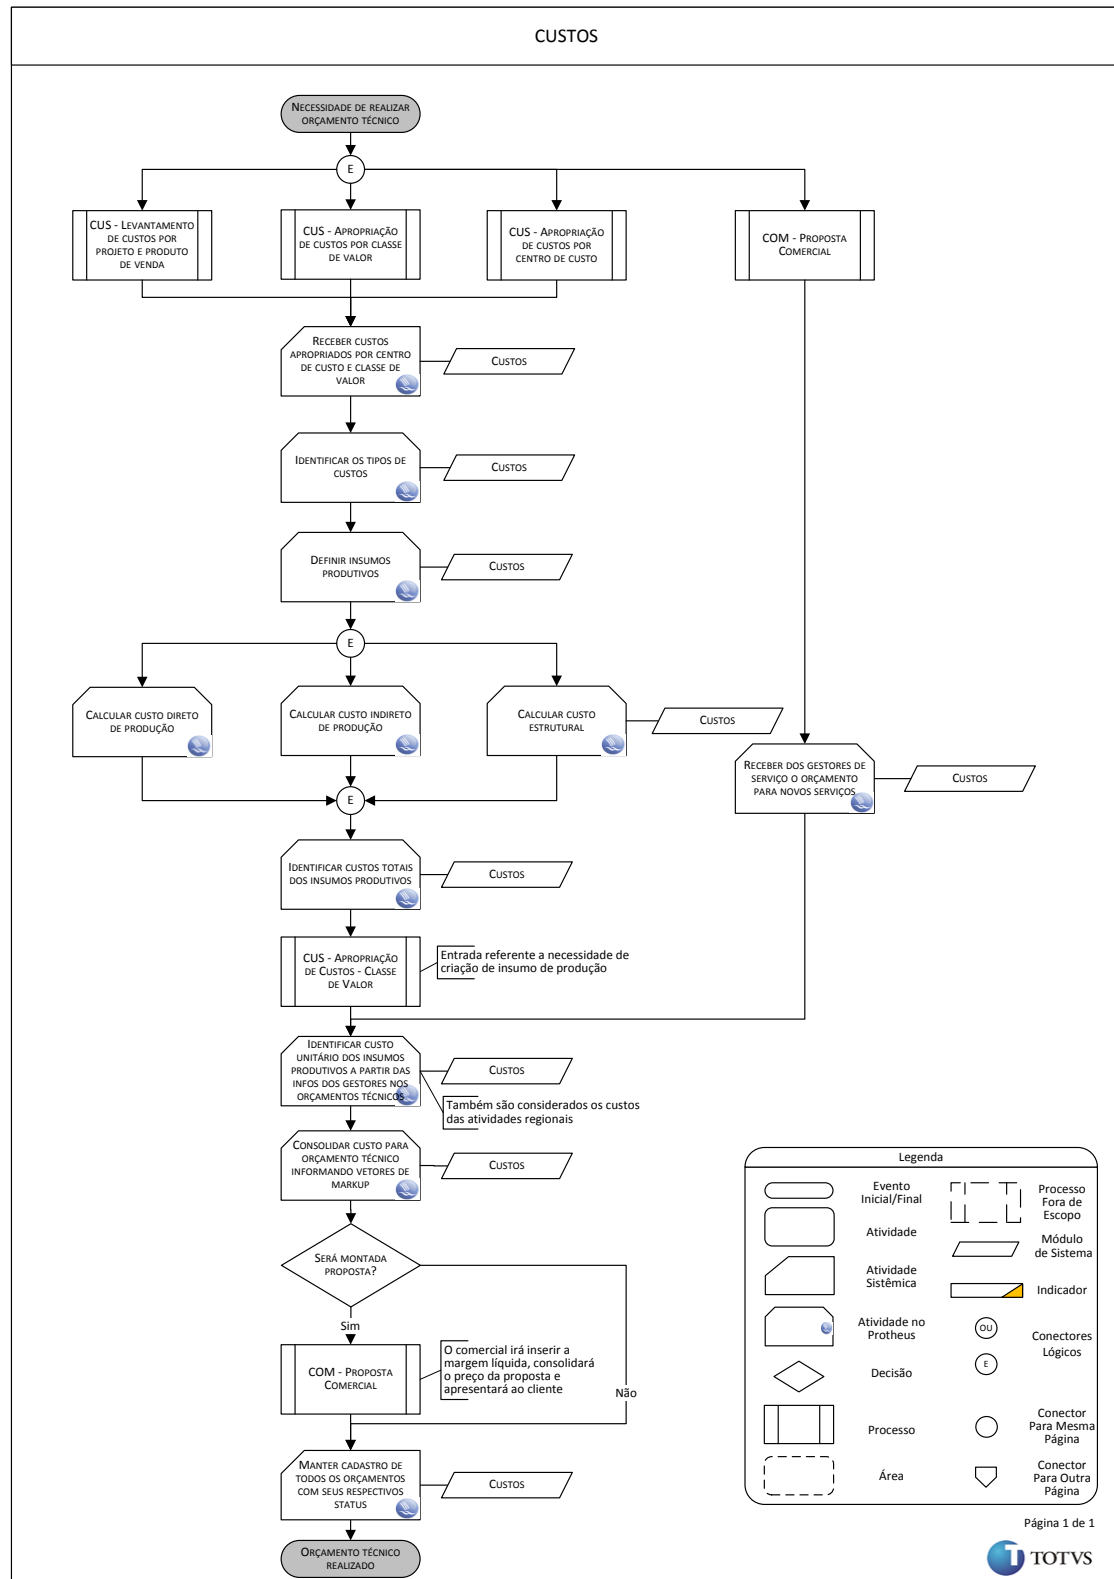 CUSTOS
NECESSIDADE DE REALIZAR
ORÇAMENTO TÉCNICO
E
CUS - LEVANTAMENTO
DE CUSTOS POR
PROJETO E PRODUTO
DE VENDA
CUS - APROPRIAÇÃO
DE CUSTOS POR CLASSE
DE VALOR
CUS - APROPRIAÇÃO
DE CUSTOS POR
CENTRO DE CUSTO
COM - PROPOSTA
COMERCIAL
RECEBER CUSTOS
APROPRIADOS POR CENTRO
DE CUSTO E CLASSE DE
VALOR
CUSTOS
IDENTIFICAR OS TIPOS DE
CUSTOS
CUSTOS
DEFINIR INSUMOS
PRODUTIVOS
CUSTOS
E
CALCULAR CUSTO DIRETO
DE PRODUÇÃO
CALCULAR CUSTO INDIRETO
DE PRODUÇÃO
CALCULAR CUSTO
ESTRUTURAL
CUSTOS
RECEBER DOS GESTORES DE
SERVIÇO O ORÇAMENTO
PARA NOVOS SERVIÇOS
CUSTOS
E
IDENTIFICAR CUSTOS TOTAIS
DOS INSUMOS PRODUTIVOS
CUSTOS
CUS - APROPRIAÇÃO
DE CUSTOS - CLASSE
DE VALOR
Entrada referente a necessidade de
criação de insumo de produção
IDENTIFICAR CUSTO
UNITÁRIO DOS INSUMOS
PRODUTIVOS A PARTIR DAS
INFOS DOS GESTORES NOS
ORÇAMENTOS TÉCNICOS
CUSTOS
Também são considerados os custos
das atividades regionais
CONSOLIDAR CUSTO PARA
ORÇAMENTO TÉCNICO
INFORMANDO VETORES DE
MARKUP
CUSTOS
SERÁ MONTADA
PROPOSTA?
Sim
Não
COM - PROPOSTA
COMERCIAL
O comercial irá inserir a
margem líquida, consolidará
o preço da proposta e
apresentará ao cliente
MANTER CADASTRO DE
TODOS OS ORÇAMENTOS
COM SEUS RESPECTIVOS
STATUS
CUSTOS
ORÇAMENTO TÉCNICO
REALIZADO
Legenda
Evento
Inicial/Final
Atividade
Atividade
Sistêmica
Atividade no
Protheus
Decisão
Processo
Área
Processo
Fora de
Escopo
Módulo
de Sistema
Indicador
OU
E
Conectores
Lógicos
Conector
Para Mesma
Página
Conector
Para Outra
Página
Página 1 de 1
TOTVS